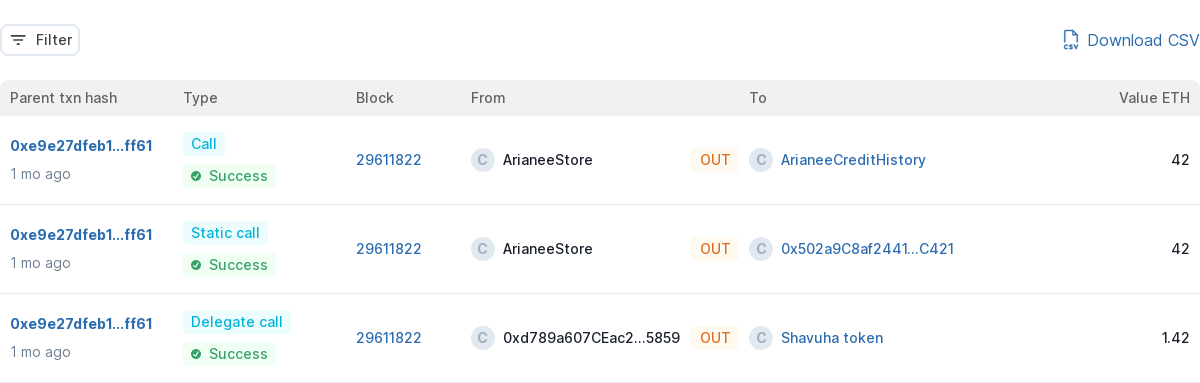 Filter
Download CSV
Parent txn hash Type Block From To Value ETH
0xe9e27dfeb1...ff61 Call 29611822 C ArianeeStore OUT C ArianeeCreditHistory 42
1 mo ago Success
0xe9e27dfeb1...ff61 Static call 29611822 C ArianeeStore OUT C 0x502a9C8af2441...C421 42
1 mo ago Success
0xe9e27dfeb1...ff61 Delegate call 29611822 C 0xd789a607CEac2...5859 OUT C Shavuha token 1.42
1 mo ago Success